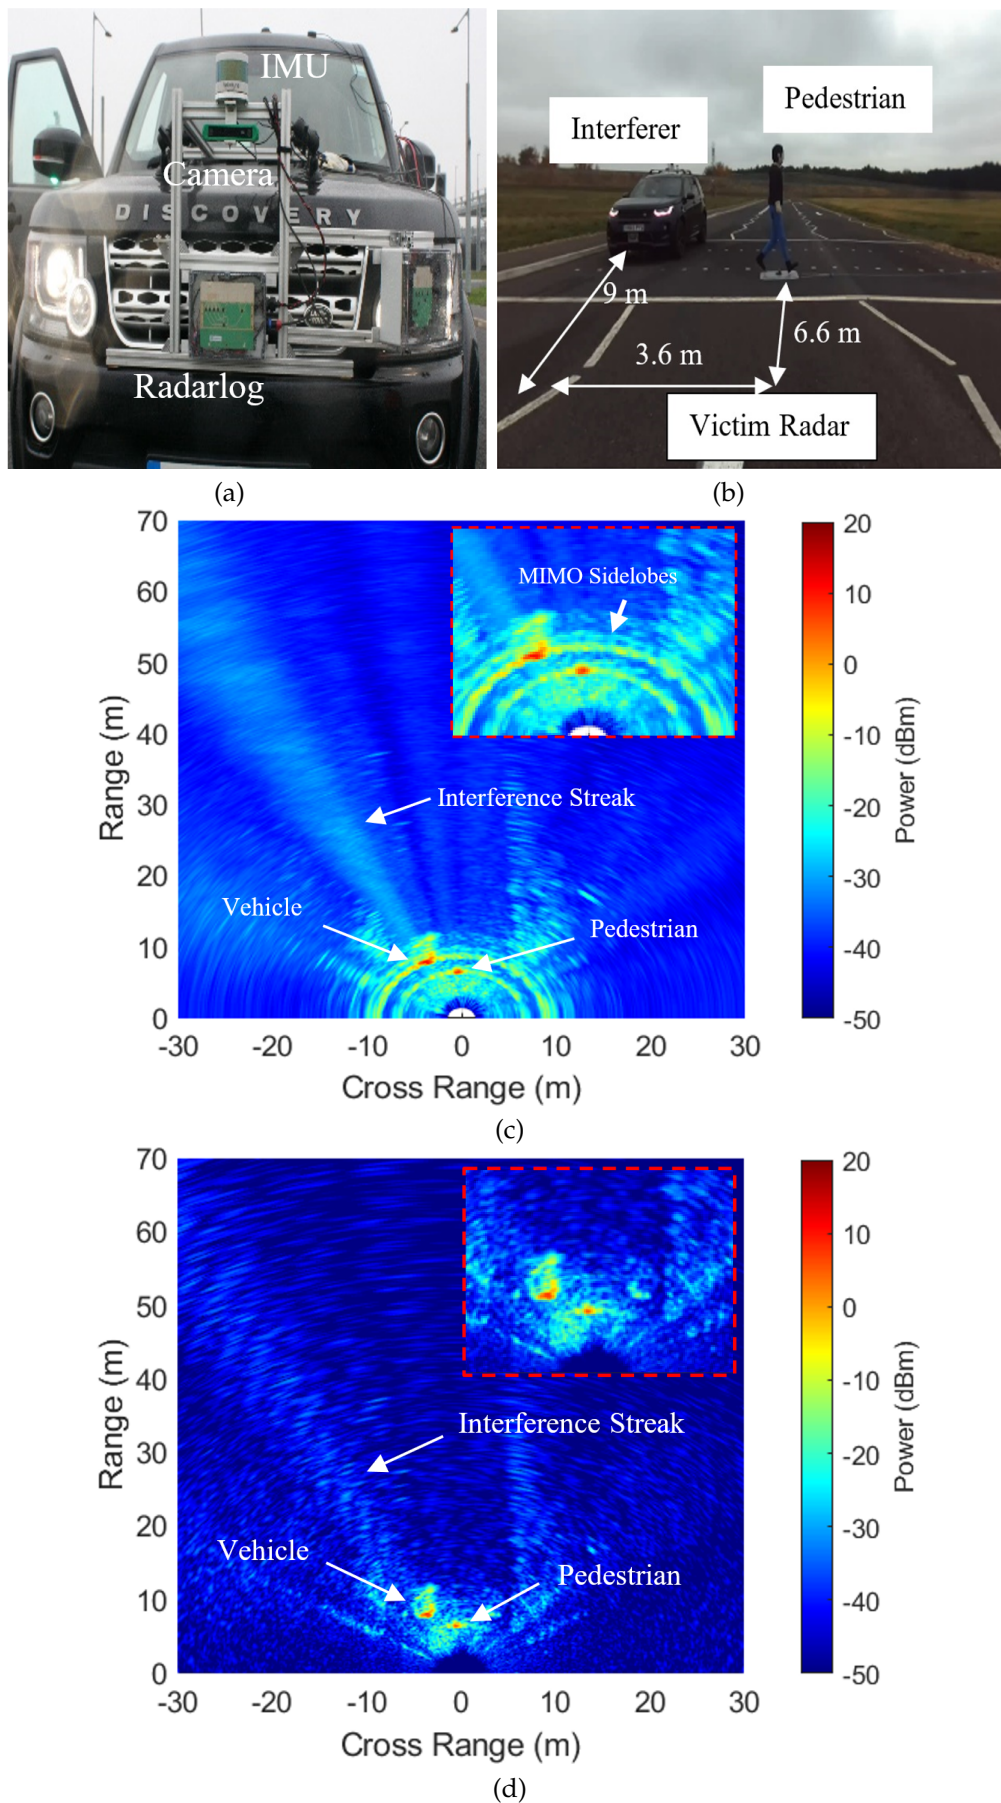 IMU
Camera
DISCOVERY
Radarlog
(a)
Pedestrian
Interferer
9 m
6.6 m
3.6 m
Victim Radar
(b)
70
60
50
40
30
20
10
0
Range (m)
-30
-20
-10
0
10
20
30
Cross Range (m)
MIMO Sidelobes
Interference Streak
Vehicle
Pedestrian
20
10
0
-10
-20
-30
-40
-50
Power (dBm)
(c)
70
60
50
40
30
20
10
0
Range (m)
-30
-20
-10
0
10
20
30
Cross Range (m)
Interference Streak
Vehicle
Pedestrian
20
10
0
-10
-20
-30
-40
-50
Power (dBm)
(d)